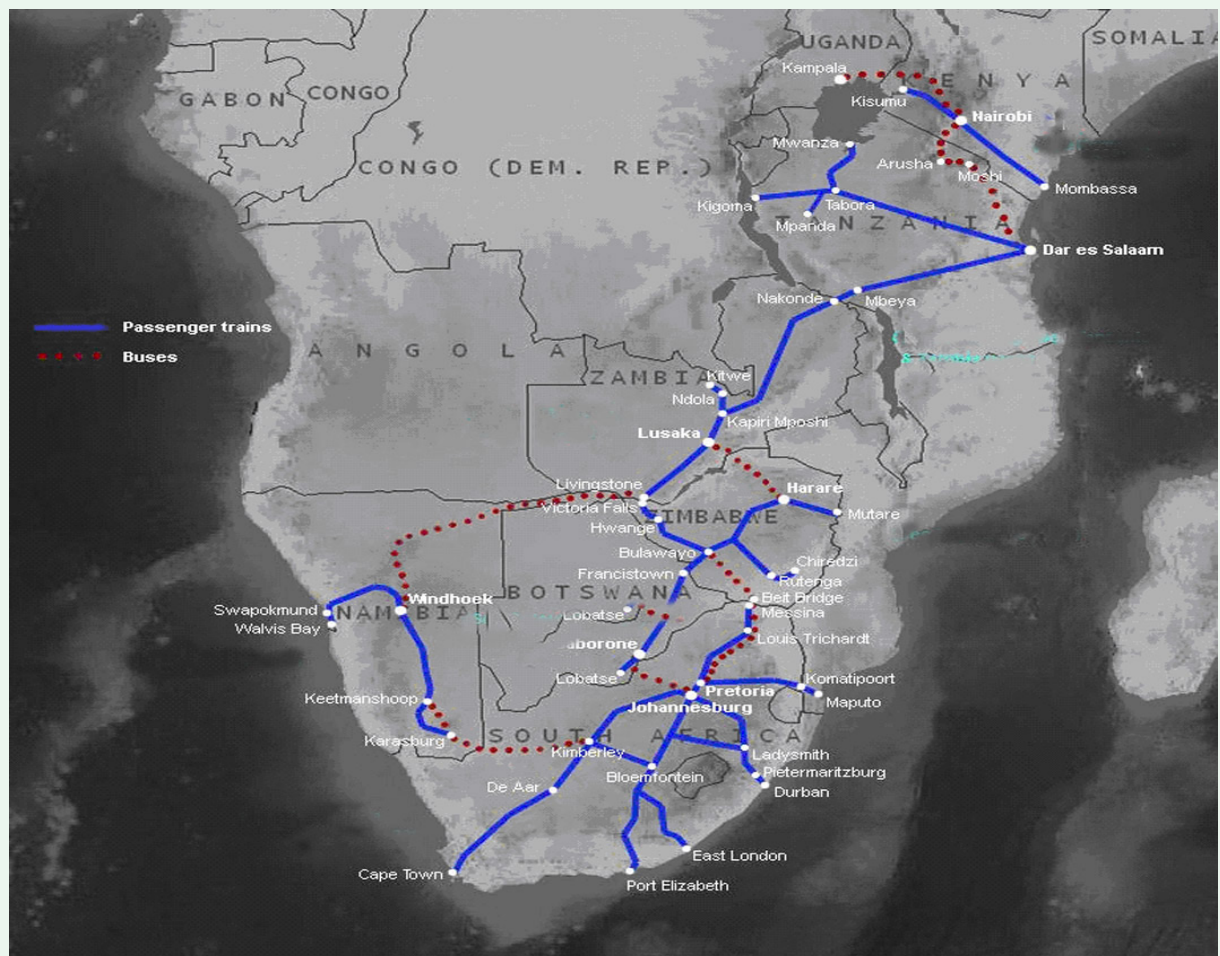 SOMALIA
UGANDA
Kampala
KENYA
GABON
CONGO
Kisumu
Nairobi
Mwanza
CONGO (DEM. REP.)
Arusha
Moshi
Mombassa
Kigoma
Tabora
Mpanda
TANZANIA
Dar es Salaam
Nakonde
Mbeya
Passenger trains
Buses
ANGOLA
ZAMBIA
Kitwe
Ndola
Kapiri Mposhi
Lusaka
Livingstone
Harare
Victoria Falls
ZIMBABWE
Mutare
Hwange
Bulawayo
Chiredzi
Francistown
Rutenga
BOTSWANA
Beit Bridge
Windhoek
Swapokmund
NAMIBIA
Lobatse
Messina
Walvis Bay
Louis Trichardt
aborone
Lobatse
Komatipoort
Pretoria
Keetmanshoop
Maputo
Johannesburg
SOUTH AFRICA
Karasburg
Kimberley
Ladysmith
Bloemfontein
Pietermaritzburg
De Aar
Durban
East London
Cape Town
Port Elizabeth